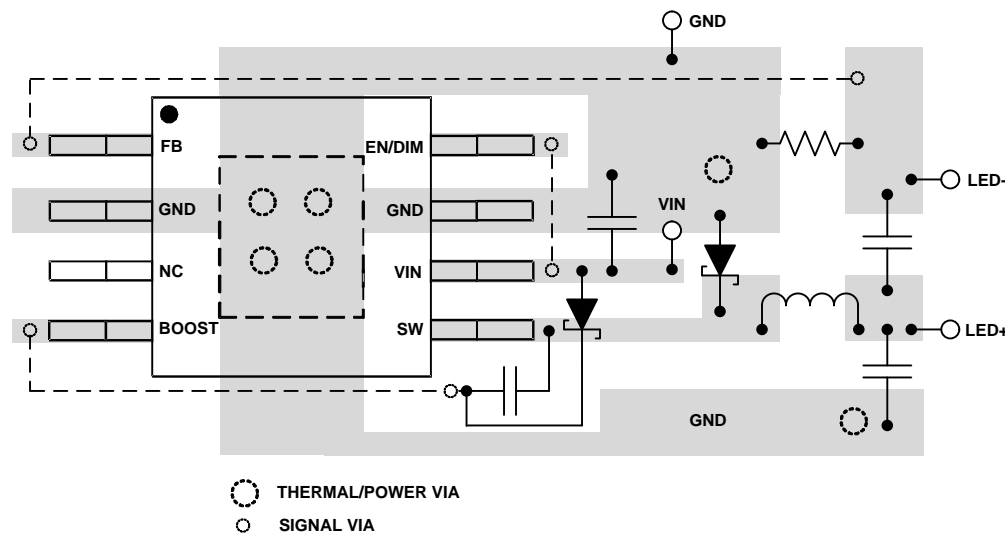 GND
FB
EN/DIM
GND
GND
VIN
LED-
NC
VIN
BOOST
SW
LED+
GND
THERMAL/POWER VIA
SIGNAL VIA